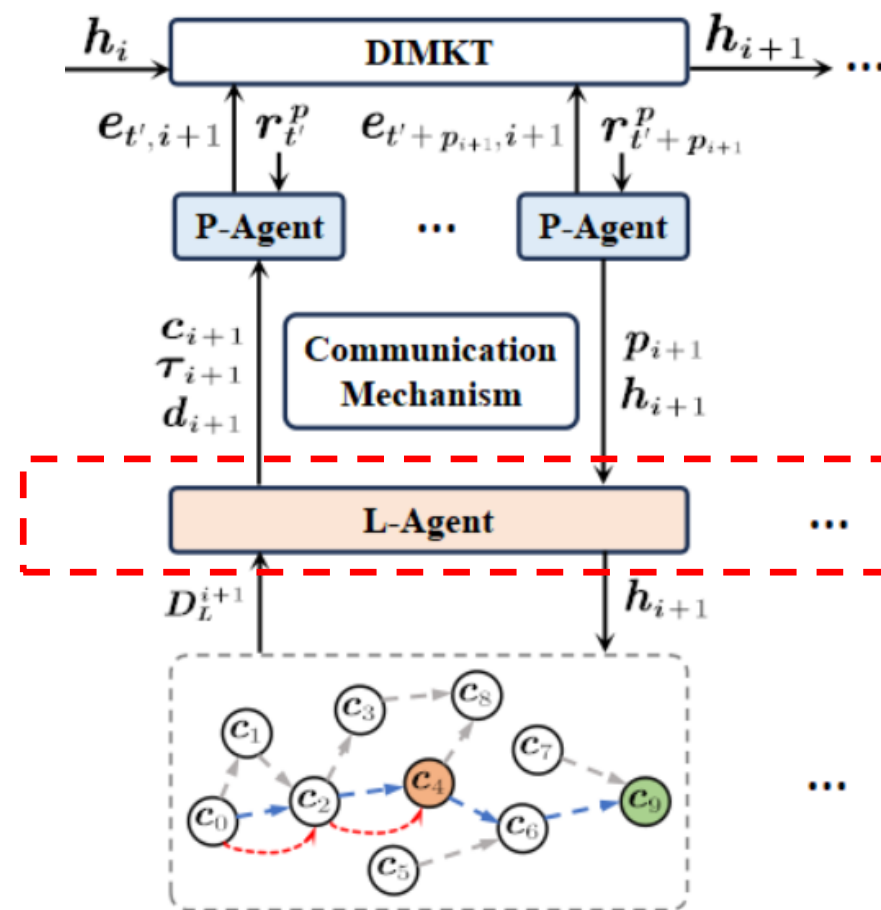 h_i DIMKT h_{i+1} ...
e_{t',i+1} r^p_{t'} e_{t'+p_{i+1},i+1} r^p_{t'+p_{i+1}}
P-Agent ... P-Agent
c_{i+1}
τ_{i+1}
d_{i+1}
Communication
Mechanism
p_{i+1}
h_{i+1}
L-Agent ...
D_L^{i+1} h_{i+1}
c_3 c_8
c_1 c_7
c_4 ...
c_0 c_2 c_6 c_9
c_5